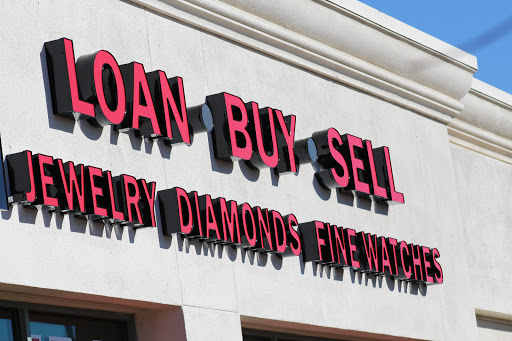 LOAN BUY SELL
JEWELRY DIAMONDS FINE WATCHES